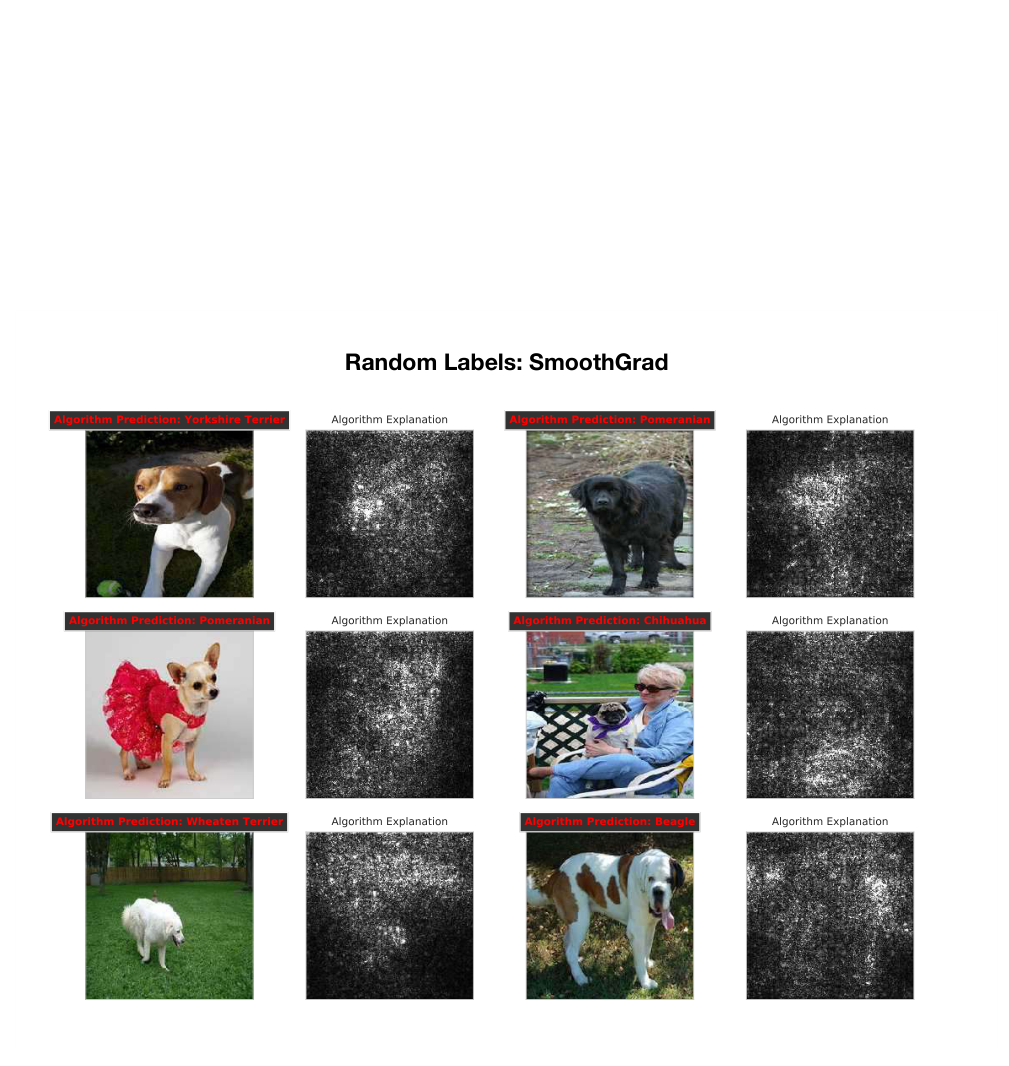 Random Labels: SmoothGrad
Algorithm Prediction: Yorkshire Terrier
Algorithm Explanation
Algorithm Prediction: Pomeranian
Algorithm Explanation
Algorithm Prediction: Pomeranian
Algorithm Explanation
Algorithm Prediction: Chihuahua
Algorithm Explanation
Algorithm Prediction: Wheaten Terrier
Algorithm Explanation
Algorithm Prediction: Beagle
Algorithm Explanation